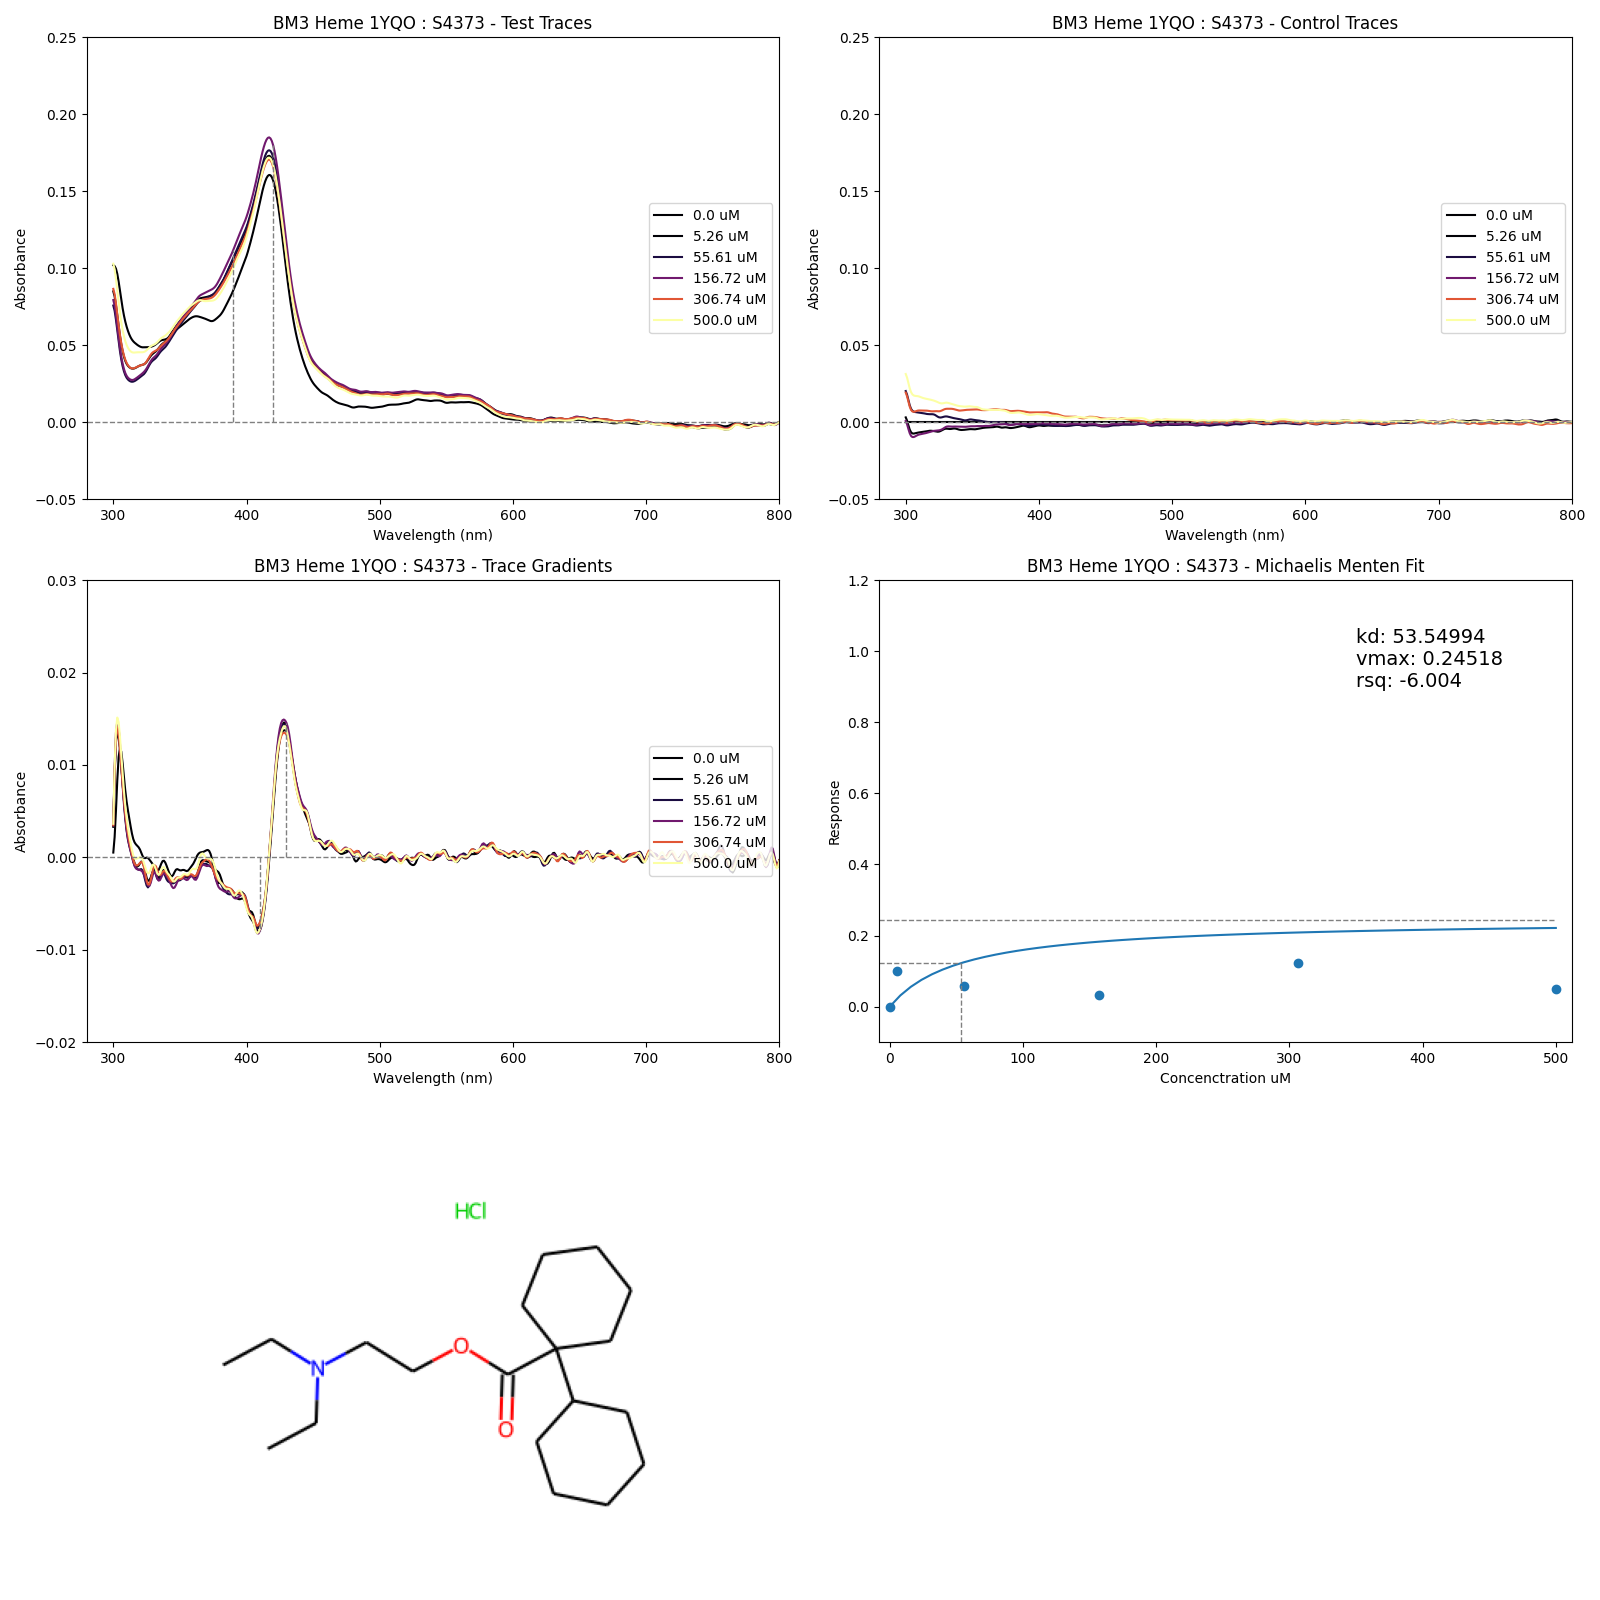 BM3 Heme 1YQO : S4373 - Test Traces
0.25
0.20
0.15
0.10
0.05
0.00
−0.05
Absorbance
300 400 500 600 700 800
Wavelength (nm)
0.0 uM
5.26 uM
55.61 uM
156.72 uM
306.74 uM
500.0 uM
BM3 Heme 1YQO : S4373 - Control Traces
0.25
0.20
0.15
0.10
0.05
0.00
−0.05
Absorbance
300 400 500 600 700 800
Wavelength (nm)
0.0 uM
5.26 uM
55.61 uM
156.72 uM
306.74 uM
500.0 uM
BM3 Heme 1YQO : S4373 - Trace Gradients
0.03
0.02
0.01
0.00
−0.01
−0.02
Absorbance
300 400 500 600 700 800
Wavelength (nm)
0.0 uM
5.26 uM
55.61 uM
156.72 uM
306.74 uM
500.0 uM
BM3 Heme 1YQO : S4373 - Michaelis Menten Fit
1.2
1.0
0.8
0.6
0.4
0.2
0.0
Response
0 100 200 300 400 500
Concenctration uM
kd: 53.54994
vmax: 0.24518
rsq: -6.004
HCl
O
N
O